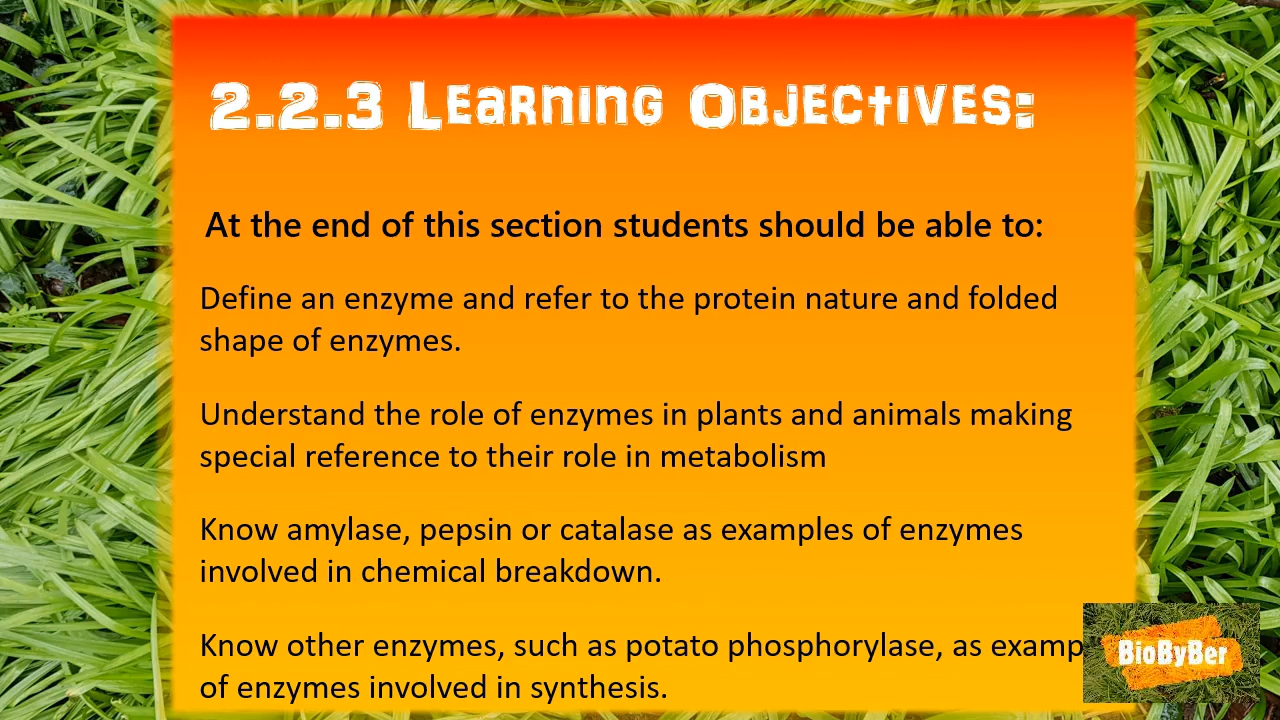 2.2.3 Learning Objectives:
At the end of this section students should be able to:
Define an enzyme and refer to the protein nature and folded
shape of enzymes.
Understand the role of enzymes in plants and animals making
special reference to their role in metabolism
Know amylase, pepsin or catalase as examples of enzymes
involved in chemical breakdown.
Know other enzymes, such as potato phosphorylase, as examp
of enzymes involved in synthesis.
BioByBer